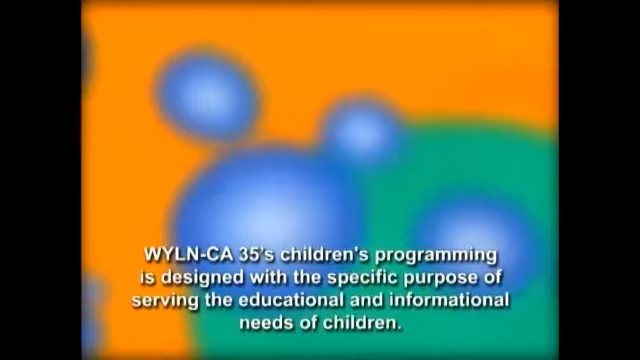 WYLN-CA 35's children's programming
is designed with the specific purpose of
serving the educational and informational
needs of children.